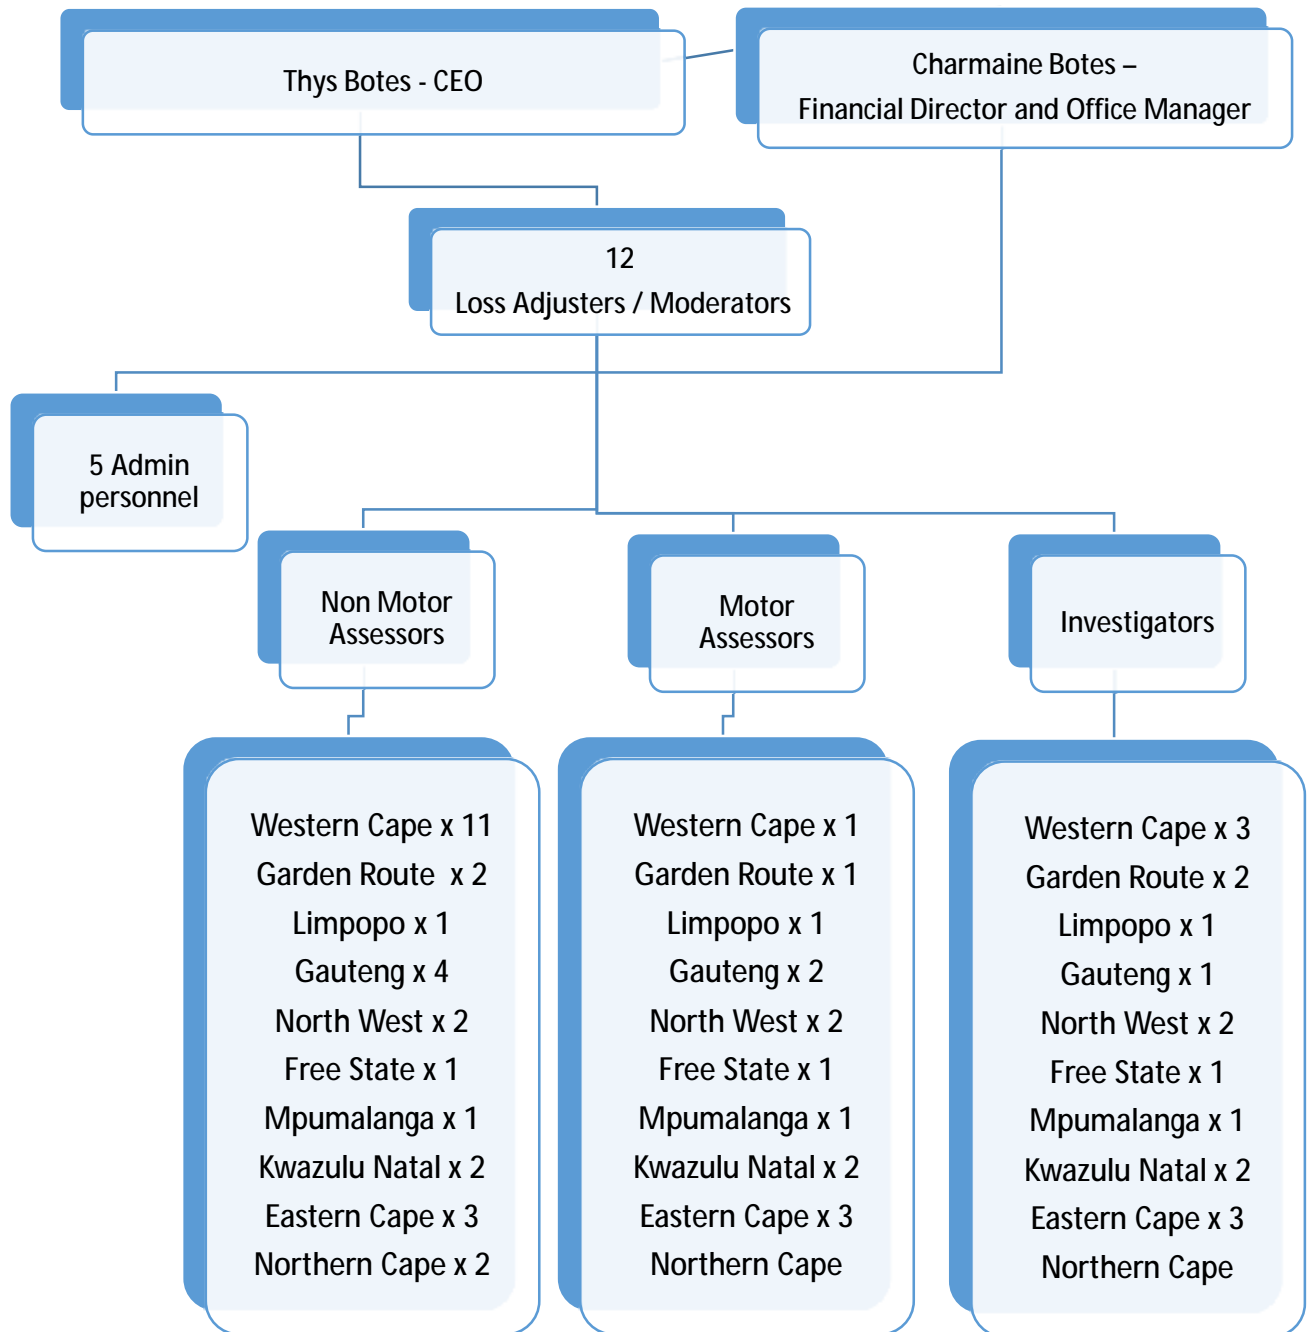 Thys Botes - CEO
Charmaine Botes –
Financial Director and Office Manager
12
Loss Adjusters / Moderators
5 Admin
personnel
Non Motor
Assessors
Motor
Assessors
Investigators
Western Cape x 11
Garden Route x 2
Limpopo x 1
Gauteng x 4
North West x 2
Free State x 1
Mpumalanga x 1
Kwazulu Natal x 2
Eastern Cape x 3
Northern Cape x 2
Western Cape x 1
Garden Route x 1
Limpopo x 1
Gauteng x 2
North West x 2
Free State x 1
Mpumalanga x 1
Kwazulu Natal x 2
Eastern Cape x 3
Northern Cape
Western Cape x 3
Garden Route x 2
Limpopo x 1
Gauteng x 1
North West x 2
Free State x 1
Mpumalanga x 1
Kwazulu Natal x 2
Eastern Cape x 3
Northern Cape